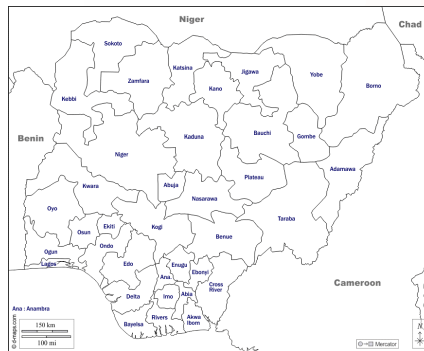 Niger
Chad
Sokoto
Katsina
Jigawa
Yobe
Borno
Zamfara
Kano
Kebbi
Benin
Kaduna
Bauchi
Gombe
Niger
Adamawa
Plateau
Kwara
Abuja
Nasarawa
Oyo
Taraba
Kogi
Ekiti
Osun
Benue
Ondo
Ogun
Edo
Enugu
Lagos
Ebonyi
Ana.
Cross
River
Cameroon
Delta
Imo
Abia
Ana : Anambra
Rivers
Akwa
Ibom
Bayelsa
150 km
100 mi
© d-maps.com
Mercator
N